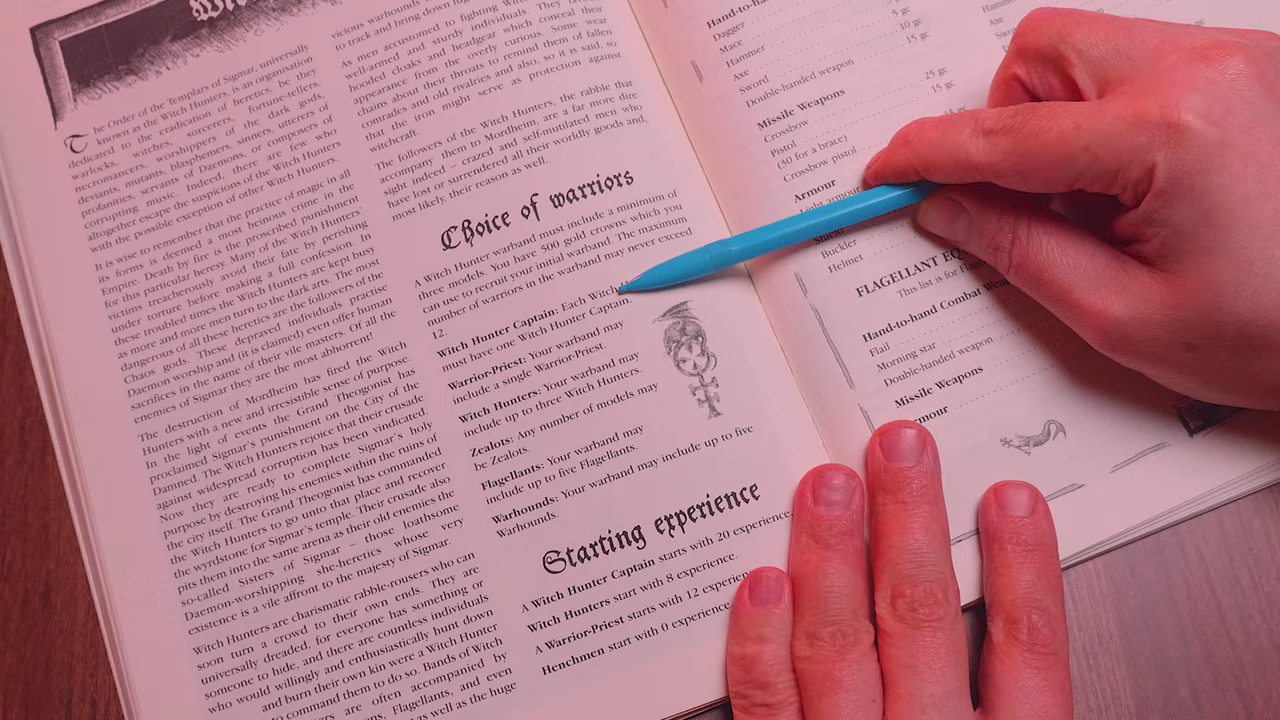 The Order of the Templars of Sigmar, universally
known as the Witch Hunters, is an organisation
dedicated to the eradication of heretics, be they
warlocks, witches, sorcerers, fortunetellers,
necromancers, worshippers of the dark gods,
deviants, mutants, blasphemers, sinners, utterers of
profanities, servants of Daemons, or composers of
corrupting music. Indeed, there are few who
altogether escape the suspicions of the Witch Hunters
with the possible exception of other Witch Hunters.
It is wise to remember that the practice of magic in all
its forms is deemed a most heinous crime in the
Empire. Death by fire is the prescribed punishment
for this particular heresy. Many of the Witch Hunters'
foes treacherously avoid their fate by perishing
under torture before making a full confession. In
these troubled times the Witch Hunters are kept busy
as more and more men turn to the dark arts. The most
dangerous of all these heretics are the followers of the
Chaos gods. These depraved individuals practise
Daemon worship and (it is claimed) even offer human
sacrifices in the name of their vile masters. Of all the
enemies of Sigmar they are the most abhorrent!
The destruction of Mordheim has fired the Witch
Hunters with a new and irresistible sense of purpose.
In the light of events the Grand Theogonist has
proclaimed Sigmar's punishment on the City of the
Damned. The Witch Hunters rejoice that their crusade
against widespread corruption has been vindicated.
Now they are ready to complete Sigmar's holy
purpose by destroying his enemies within the ruins of
the city itself. The Grand Theogonist has commanded
the Witch Hunters to go unto that place and recover
the wyrdstone for Sigmar's temple. Their crusade also
pits them into the same arena as their old enemies the
so-called Sisters of Sigmar – those loathsome
Daemon-worshipping she-heretics whose very
existence is a vile affront to the majesty of Sigmar.
Witch Hunters are charismatic rabble-rousers who can
soon turn a crowd to their own ends. They are
universally dreaded, for everyone has something or
someone to hide, and there are countless individuals
who would willingly and enthusiastically hunt down
and burn their own kin were a Witch Hunter
to command them to do so. Bands of Witch
are often accompanied by
Flagellants, and even
as well as the huge
vicious warhounds
to track and bring down
As men accustomed to fighting
well-armed and sturdy individuals. They
hooded cloaks and headgear which conceal their
appearance from the overly curious. Some wear
chains about their throats to remind them of fallen
comrades and old rivalries and also, so it is said, so
that the iron might serve as protection against
witchcraft.
The followers of the Witch Hunters, the rabble that
accompany them to Mordheim, are a far more dire
sight indeed – crazed and self-mutilated men who
have lost or surrendered all their worldly goods and,
most likely, their reason as well.
Choice of warriors
A Witch Hunter warband must include a minimum of
three models. You have 500 gold crowns which you
can use to recruit your initial warband. The maximum
number of warriors in the warband may never exceed
12.
Witch Hunter Captain: Each Witch
must have one Witch Hunter Captain.
Warrior-Priest: Your warband may
include a single Warrior-Priest.
Witch Hunters: Your warband may
include up to three Witch Hunters.
Zealots: Any number of models may
be Zealots.
Flagellants: Your warband may
include up to five Flagellants.
Warhounds: Your warband may include up to five
Warhounds.
Starting experience
A Witch Hunter Captain starts with 20 experience.
Witch Hunters start with 8 experience.
A Warrior-Priest starts with 12 experience
Henchmen start with 0 experience
Dagger
Mace 5 gc
Hammer 10 gc
Axe 15 gc
Sword
Double-handed weapon
Missile Weapons 25 gc
Crossbow 15 gc
Pistol
(30 for a brace)
Crossbow pistol
Armour
Light armour
Shield
Buckler
Helmet
FLAGELLANT
This list is for
Hand-to-hand Combat
Flail
Morning star
Double-handed weapon
Missile Weapons